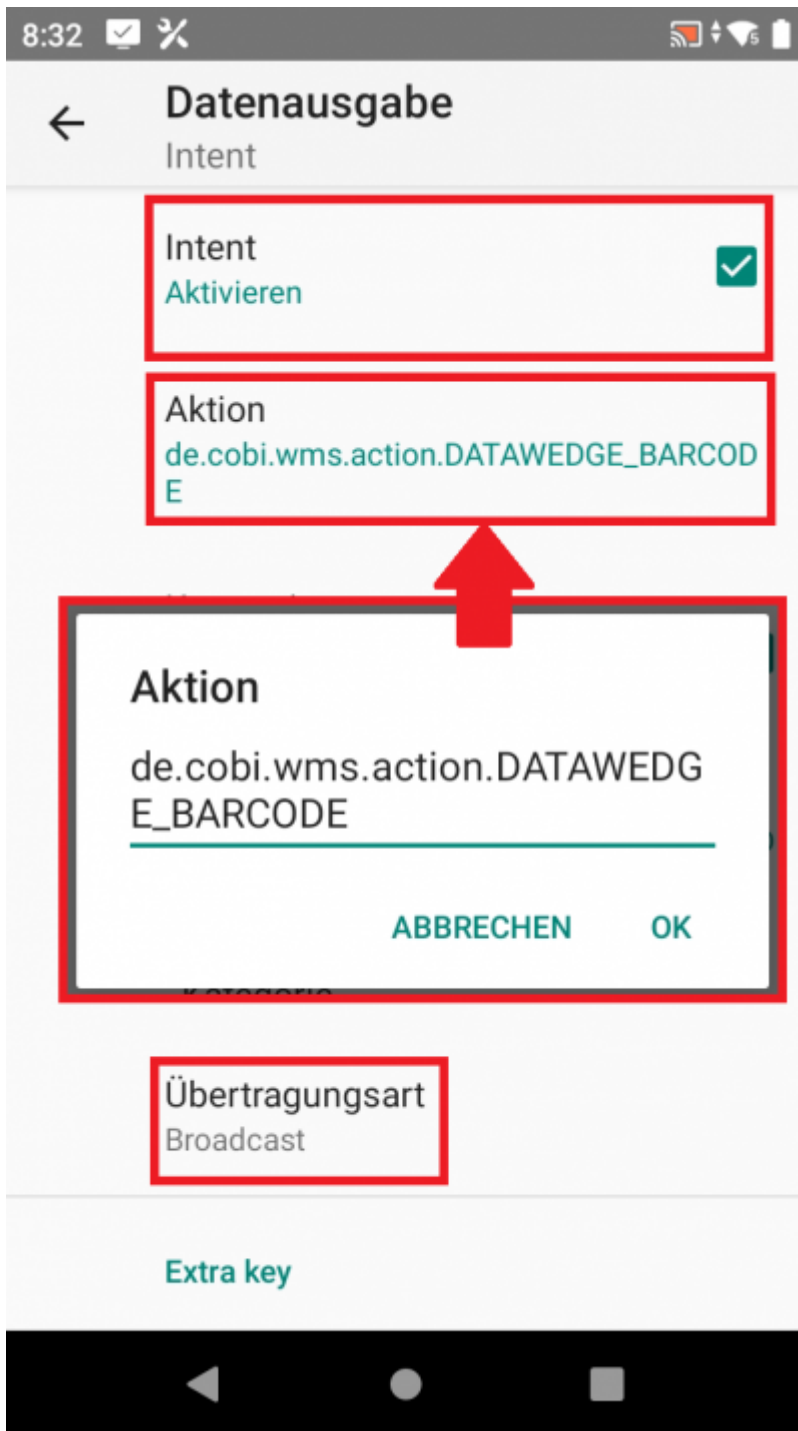 8:32
Datenausgabe
Intent
Intent
Aktivieren
Aktion
de.cobi.wms.action.DATAWEDGE_BARCOD
E
Aktion
de.cobi.wms.action.DATAWEDG
E_BARCODE
ABBRECHEN OK
Kategorie
Übertragungsart
Broadcast
Extra key